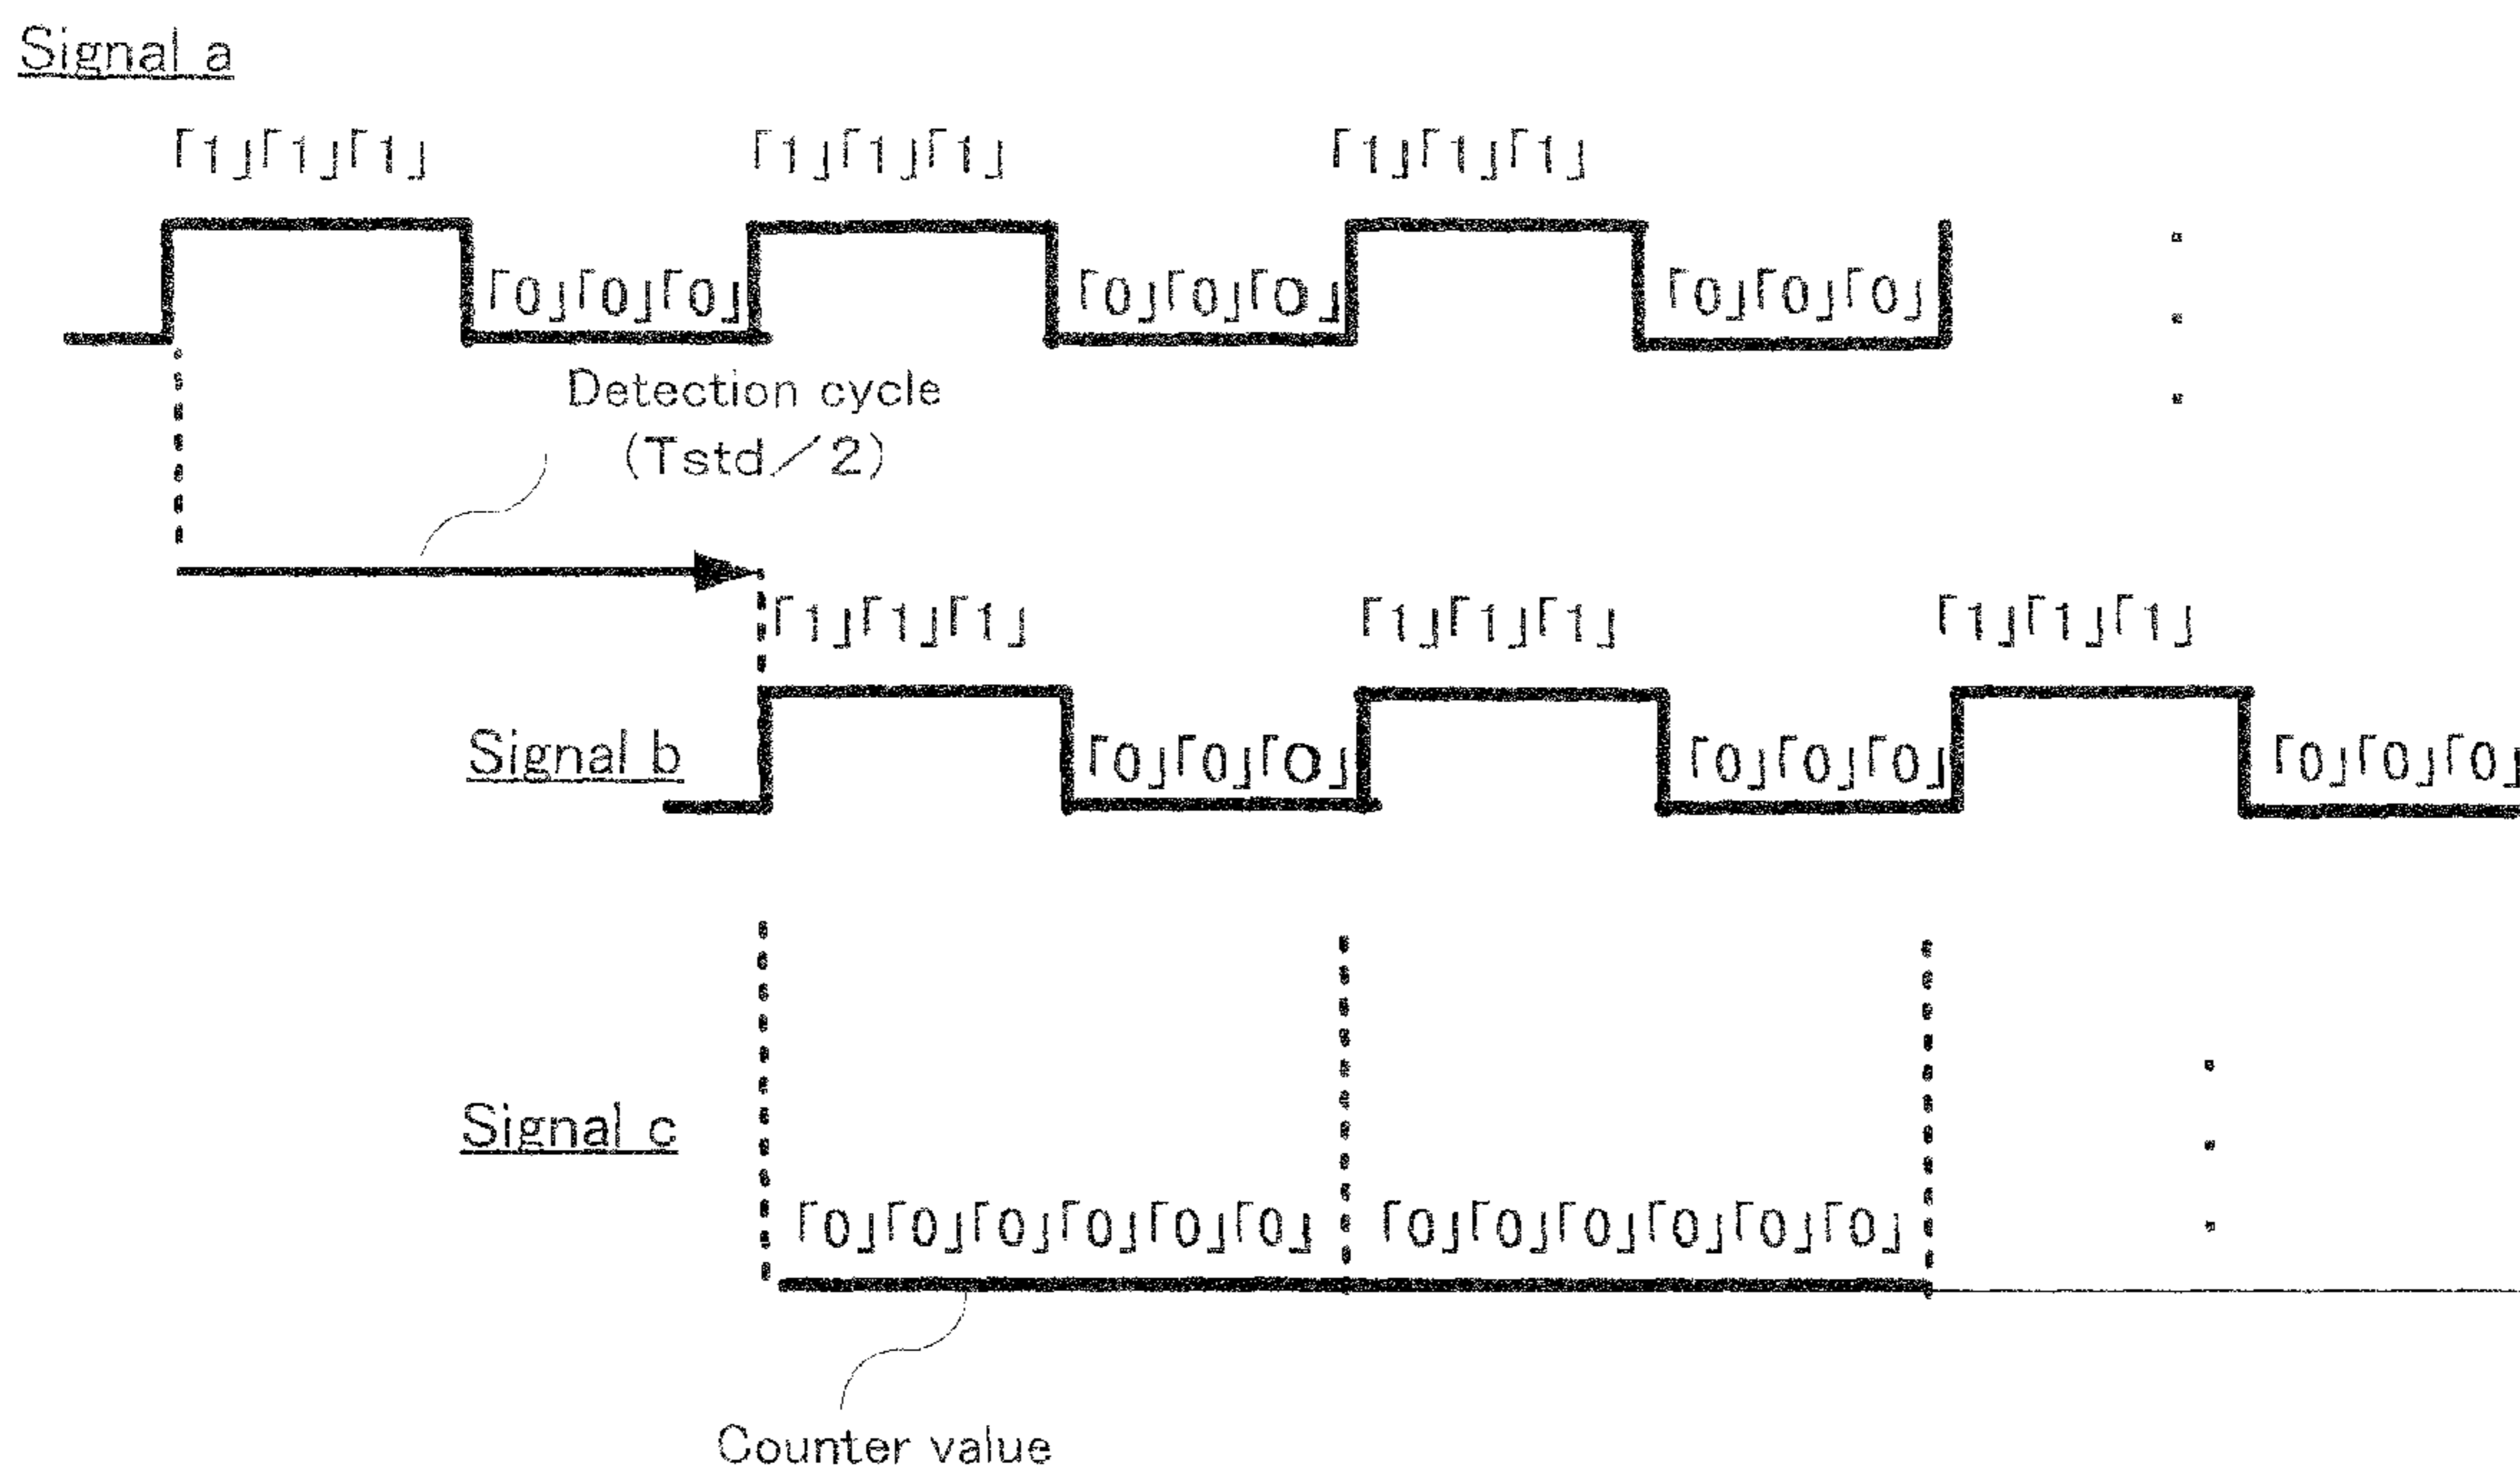 Signal a
「1」「1」「1」 「1」「1」「1」 「1」「1」「1」
「0」「0」「0」 「0」「0」「0」 「0」「0」「0」
Detection cycle
(Tstd／2)
「1」「1」「1」 「1」「1」「1」 「1」「1」「1」
Signal b 「0」「0」「0」 「0」「0」「0」 「0」「0」「0」
Signal c
「0」「0」「0」「0」「0」「0」 「0」「0」「0」「0」「0」「0」
Counter value